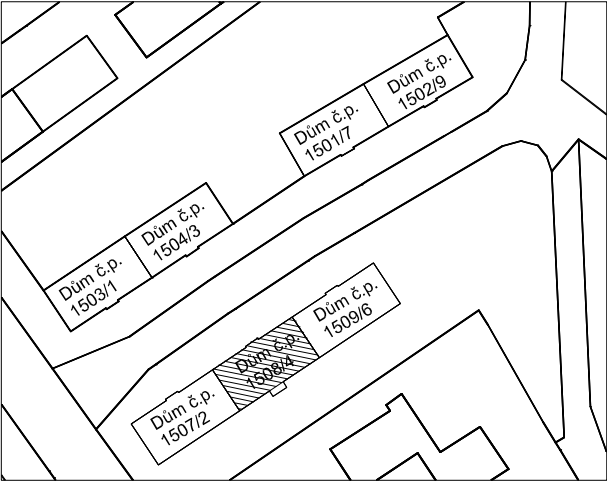 Dům č.p.
1502/9
Dům č.p.
1501/7
Dům č.p.
1504/3
Dům č.p.
1503/1
Dům č.p.
1509/6
Dům č.p.
1508/4
Dům č.p.
1507/2